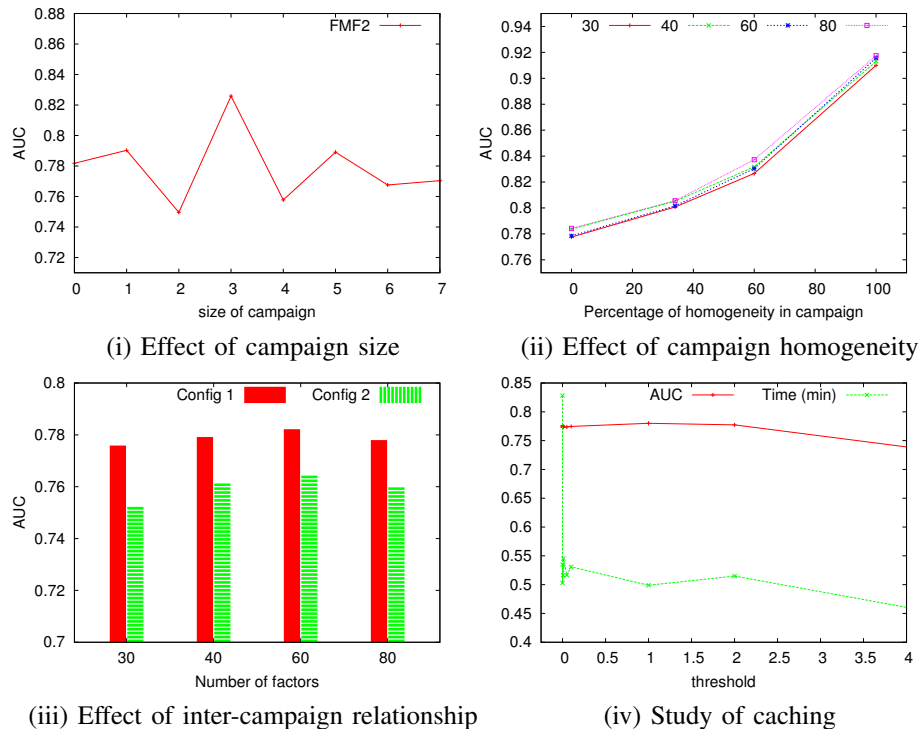 0.88
0.86
0.84
0.82
0.8
0.78
0.76
0.74
0.72
AUC
FMF2
0 1 2 3 4 5 6 7
size of campaign
(i) Effect of campaign size
0.94
0.92
0.9
0.88
0.86
0.84
0.82
0.8
0.78
0.76
AUC
30 40 60 80
0 20 40 60 80 100
Percentage of homogeneity in campaign
(ii) Effect of campaign homogeneity
0.8
0.78
0.76
0.74
0.72
0.7
AUC
Config 1 Config 2
30 40 60 80
Number of factors
(iii) Effect of inter-campaign relationship
0.85
0.8
0.75
0.7
0.65
0.6
0.55
0.5
0.45
0.4
AUC Time (min)
0 0.5 1 1.5 2 2.5 3 3.5 4
threshold
(iv) Study of caching